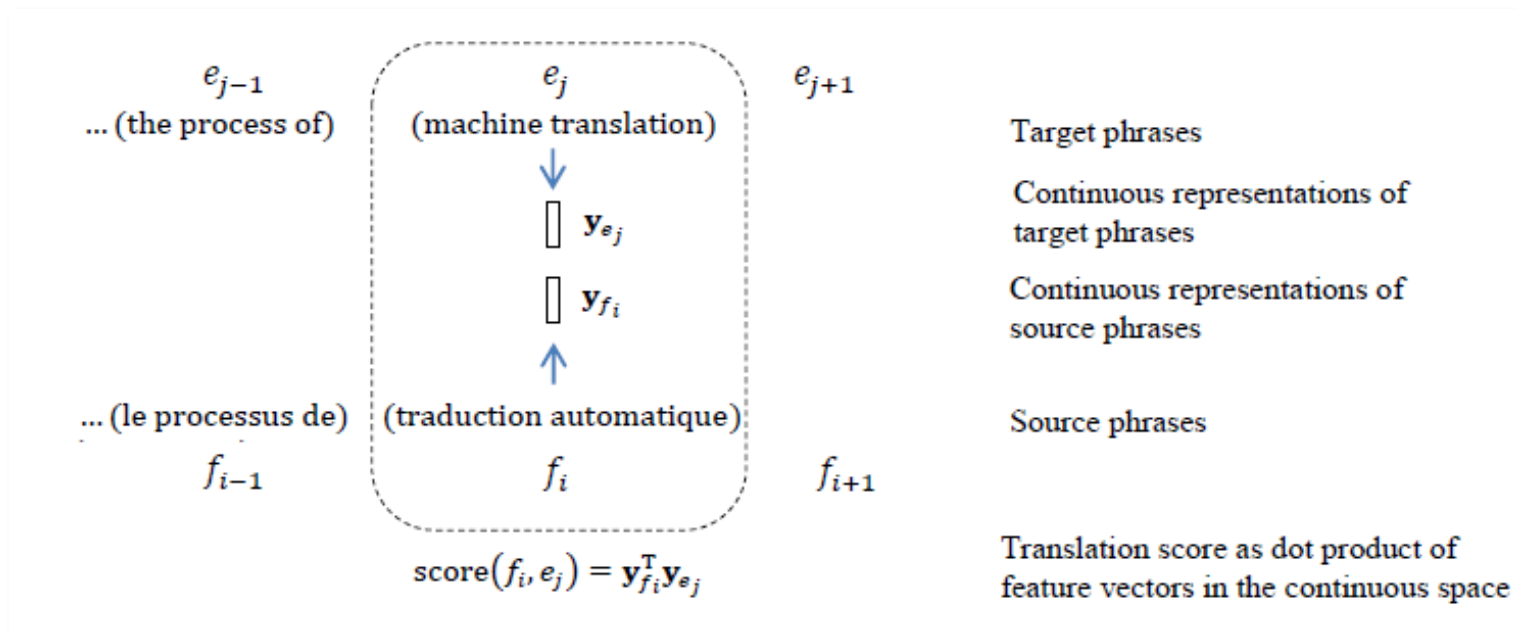 e_{j−1} e_j e_{j+1}
... (the process of) (machine translation) Target phrases
Continuous representations of
y_{e_j} target phrases
y_{f_i} Continuous representations of
source phrases
... (le processus de) (traduction automatique) Source phrases
f_{i−1} f_i f_{i+1}
score(f_i, e_j) = y_{f_i}^T y_{e_j}
Translation score as dot product of
feature vectors in the continuous space